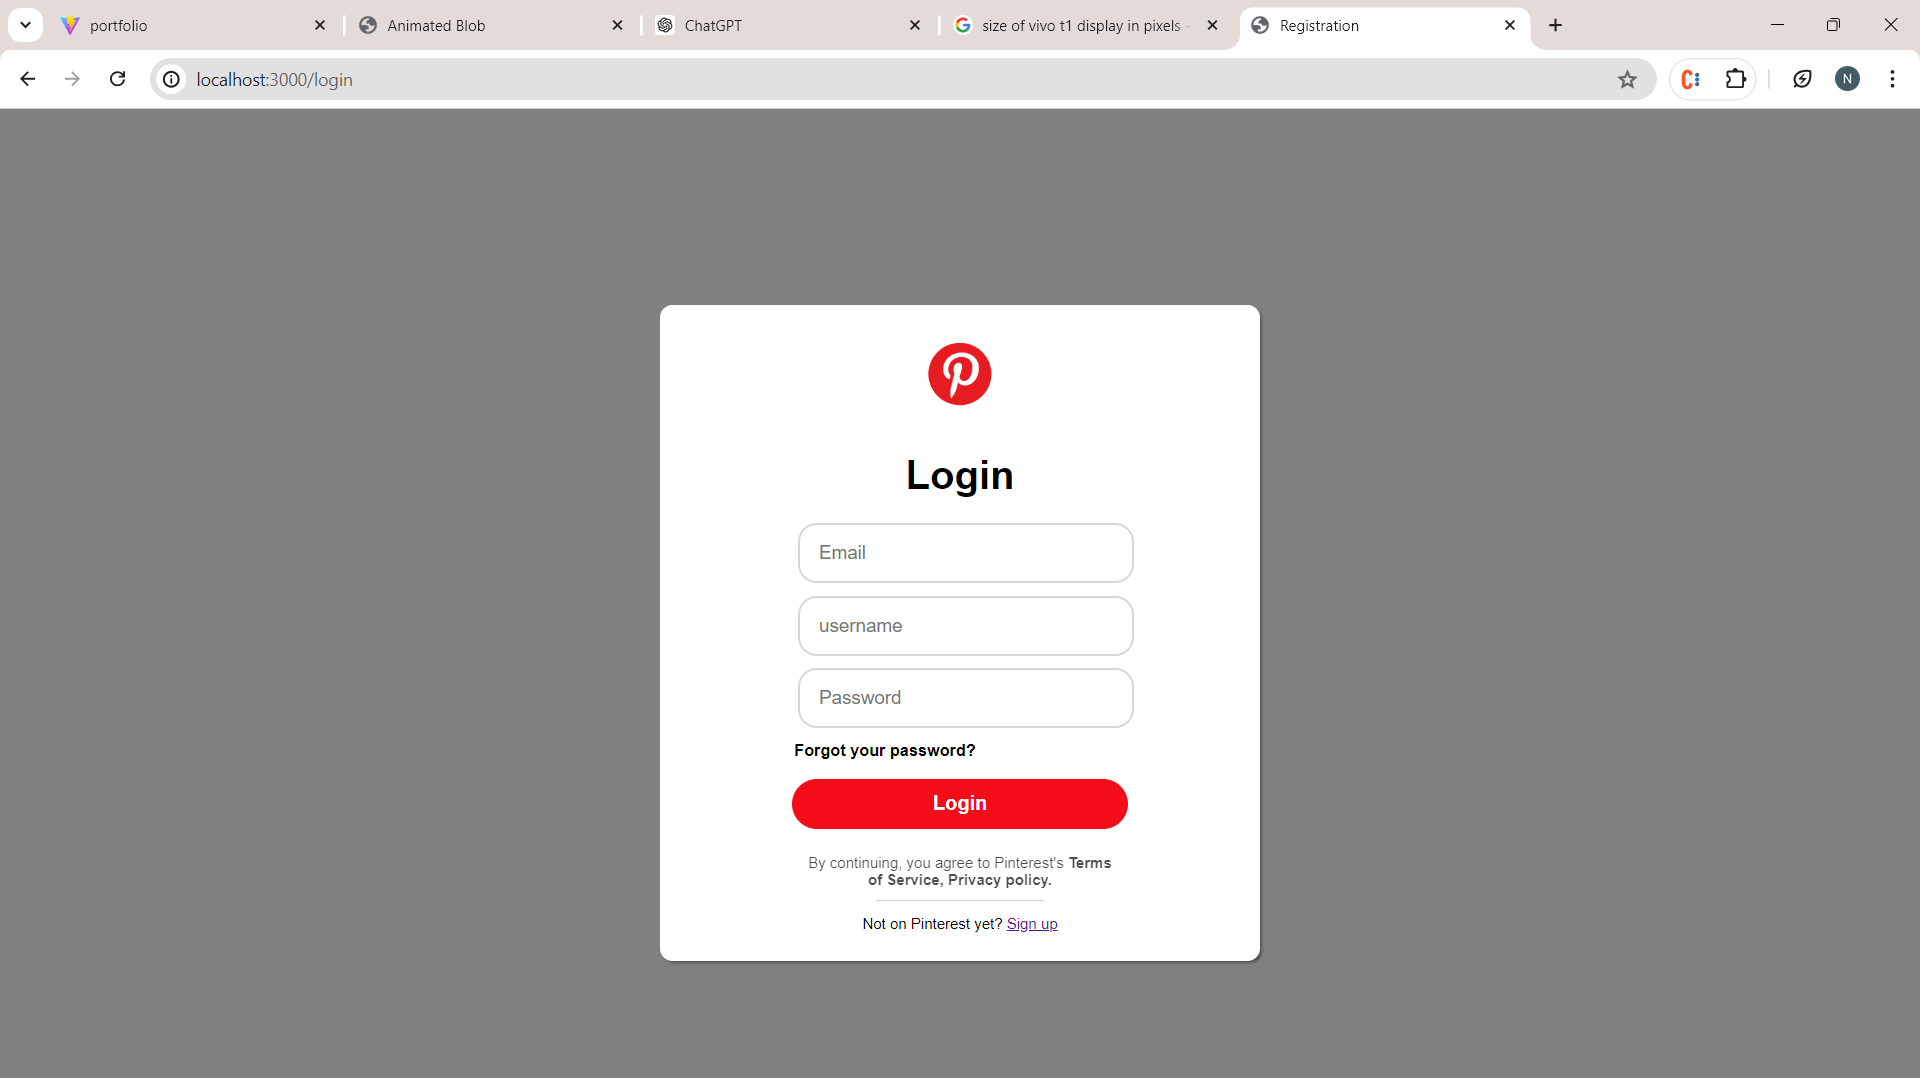 portfolio
Animated Blob
ChatGPT
size of vivo t1 display in pixels -
Registration
localhost:3000/login
N
Login
Email
username
Password
Forgot your password?
Login
By continuing, you agree to Pinterest's Terms
of Service, Privacy policy.
Not on Pinterest yet? Sign up